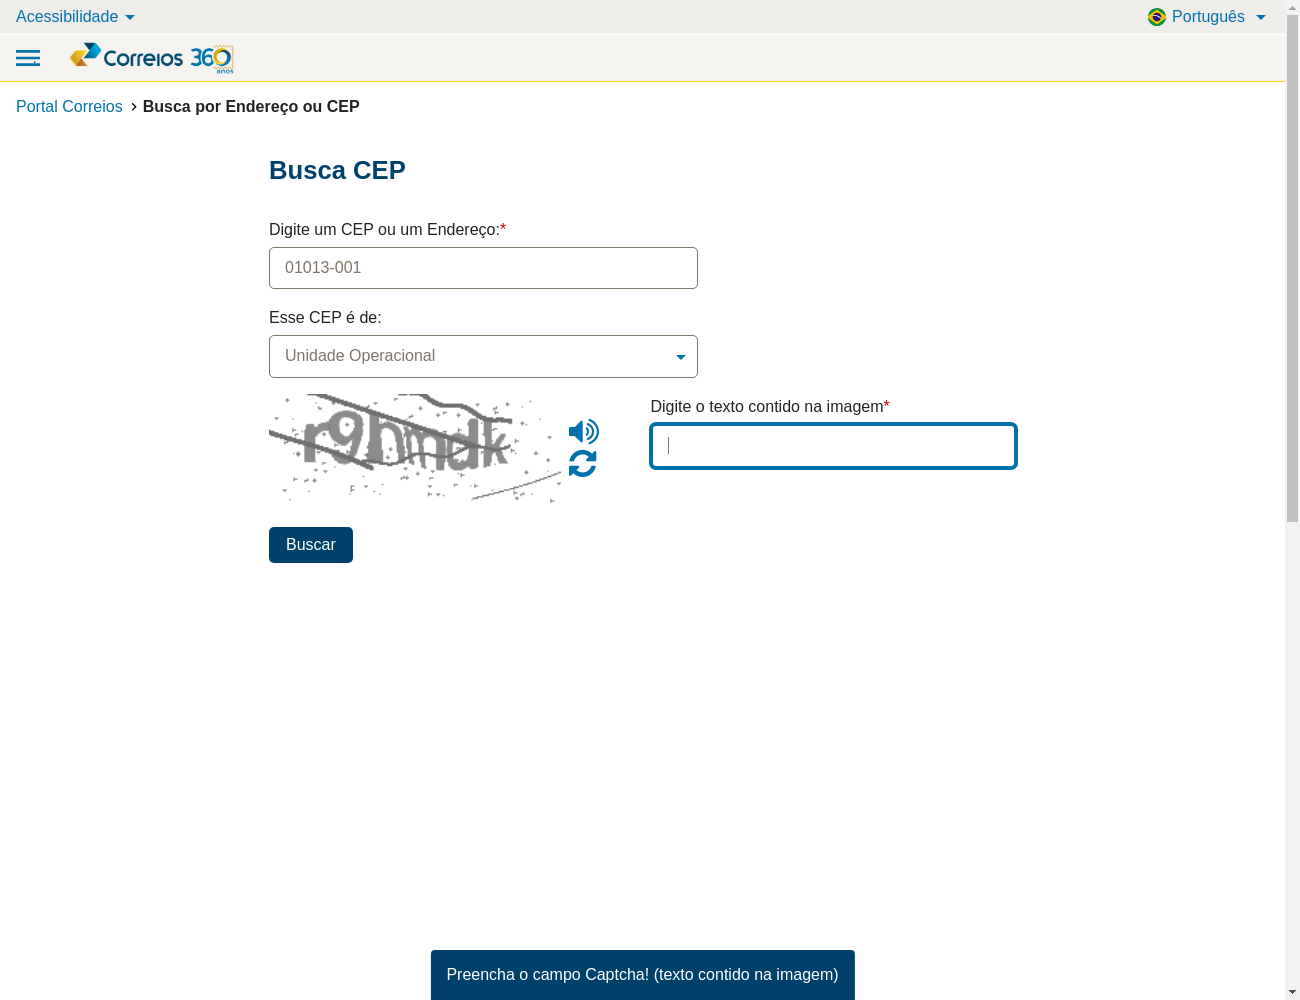 Acessibilidade
Português
Correios 360
anos
Portal Correios > Busca por Endereço ou CEP
Busca CEP
Digite um CEP ou um Endereço:*
01013-001
Esse CEP é de:
Unidade Operacional
Digite o texto contido na imagem*
r9hmdk
Buscar
Preencha o campo Captcha! (texto contido na imagem)